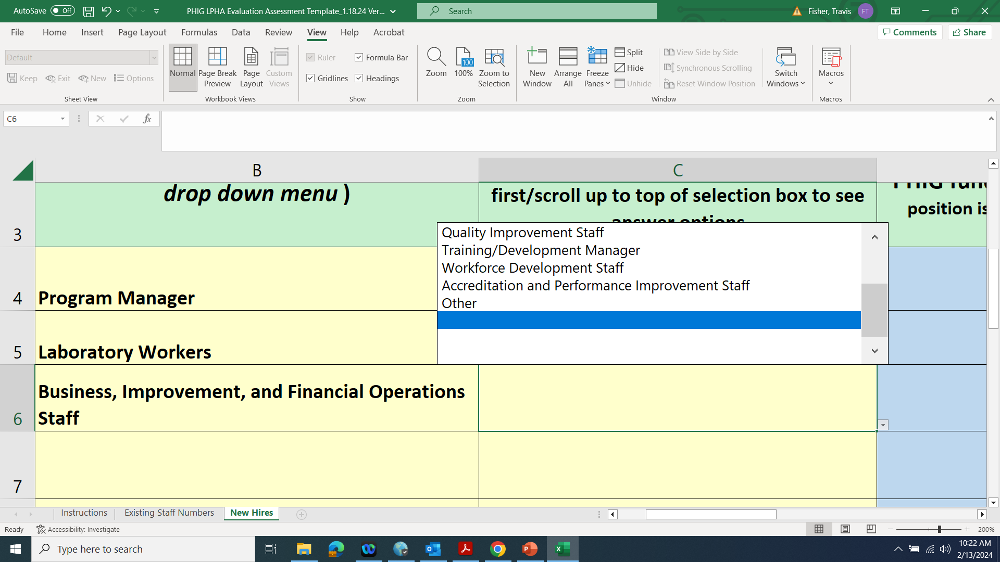 AutoSave Off PHIG LPHA Evaluation Assessment Template_1.18.24 Ver... Search Fisher, Travis FT
File Home Insert Page Layout Formulas Data Review View Help Acrobat Comments Share
Default
Keep Exit New Options
Sheet View
Normal
Page Break Preview
Page Layout
Custom Views
Workbook Views
Ruler Formula Bar
Gridlines Headings
Show
Zoom
100
100%
Zoom to Selection
Zoom
New Window
Arrange All
Freeze Panes
Split
Hide
Unhide
View Side by Side
Synchronous Scrolling
Reset Window Position
Switch Windows
Window
Macros
Macros
C6 fx
B C
drop down menu )
first/scroll up to top of selection box to see
answer options
position is
3
Quality Improvement Staff
Training/Development Manager
Workforce Development Staff
Accreditation and Performance Improvement Staff
Other
4 Program Manager
5 Laboratory Workers
Business, Improvement, and Financial Operations
6 Staff
7
Instructions Existing Staff Numbers New Hires
Ready Accessibility: Investigate 200%
Type here to search
10:22 AM
2/13/2024